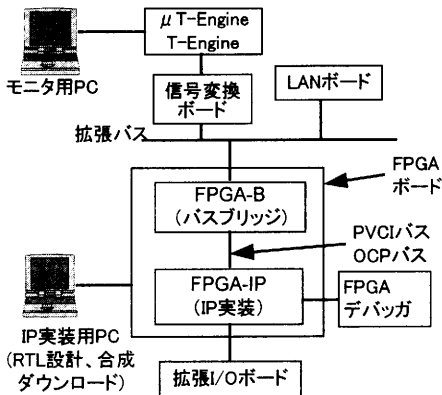 μT-Engine
T-Engine
モニタ用PC
信号変換
ボード
LANボード
拡張バス
FPGA
ボード
FPGA-B
(バスブリッジ)
PVCIバス
OCPバス
FPGA-IP
(IP実装)
FPGA
デバッガ
IP実装用PC
(RTL設計、合成
ダウンロード)
拡張I/Oボード